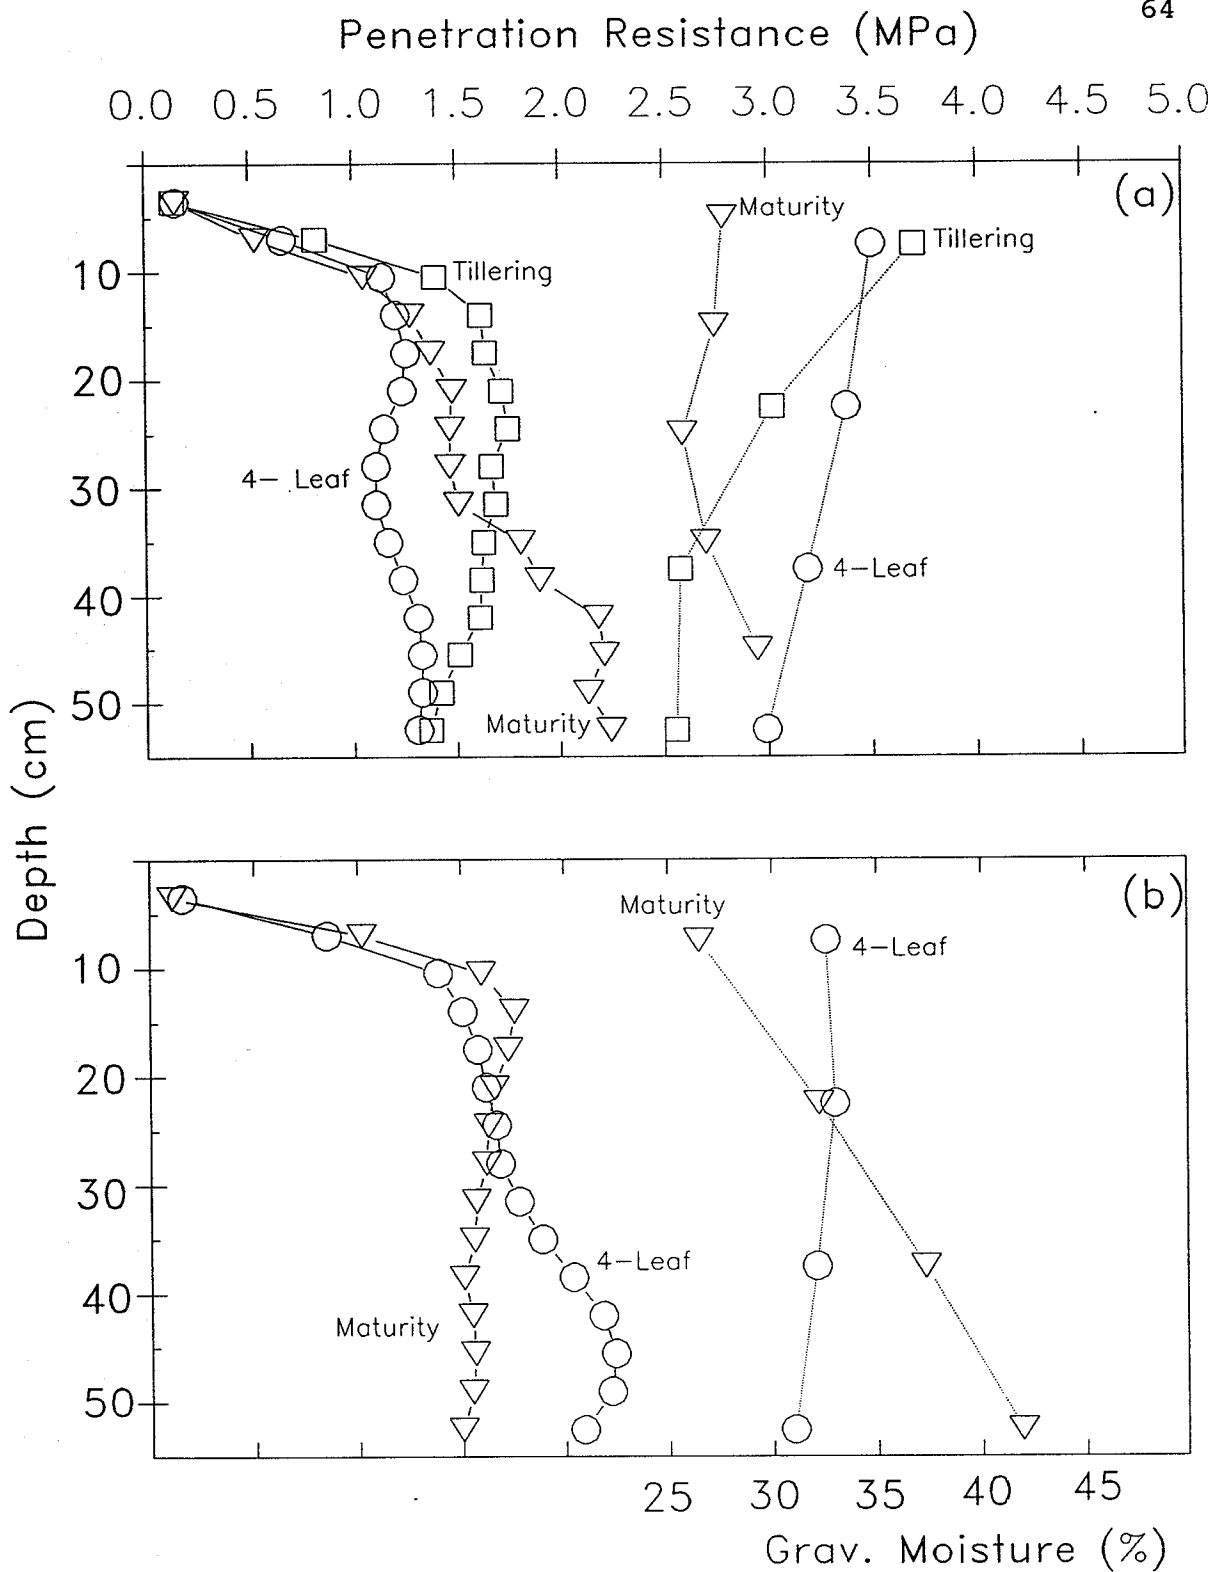 64
Penetration Resistance (MPa)
0.0 0.5 1.0 1.5 2.0 2.5 3.0 3.5 4.0 4.5 5.0
(a)
Maturity
Tillering
Tillering
10
20
4- Leaf
30
4-Leaf
40
50
Maturity
Depth (cm)
(b)
Maturity
4-Leaf
10
20
30
4-Leaf
40
Maturity
50
25 30 35 40 45
Grav. Moisture (%)